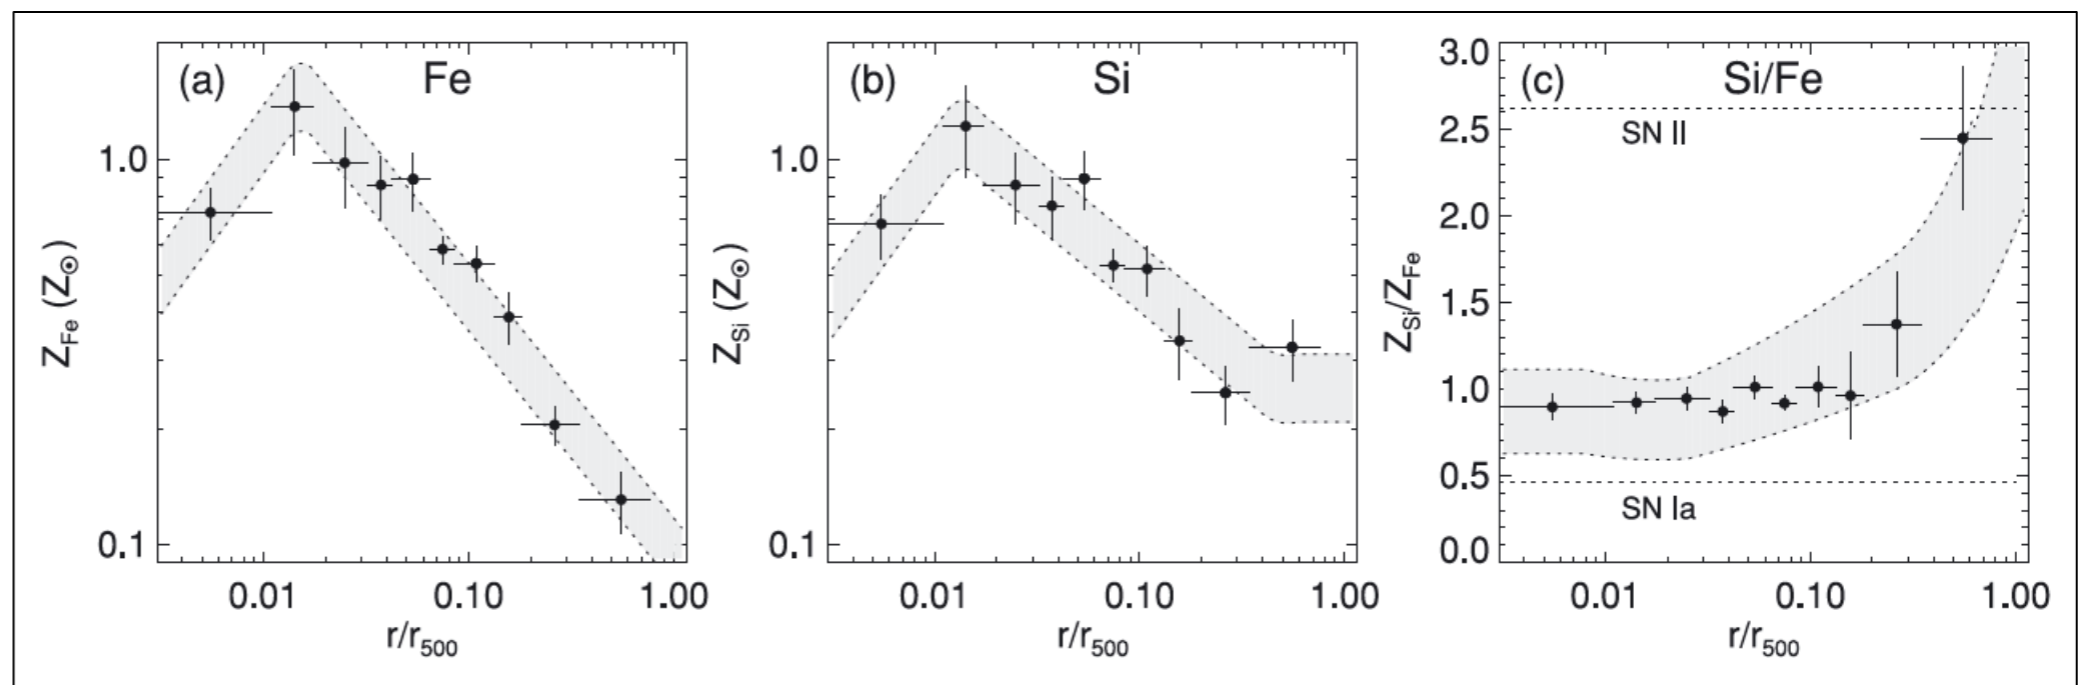 (a) Fe
1.0
0.1
Z_Fe (Z_⊙)
0.01 0.10 1.00
r/r_500
(b) Si
1.0
0.1
Z_Si (Z_⊙)
0.01 0.10 1.00
r/r_500
(c) Si/Fe
3.0
2.5
2.0
1.5
1.0
0.5
0.0
Z_Si/Z_Fe
SN II
SN Ia
0.01 0.10 1.00
r/r_500